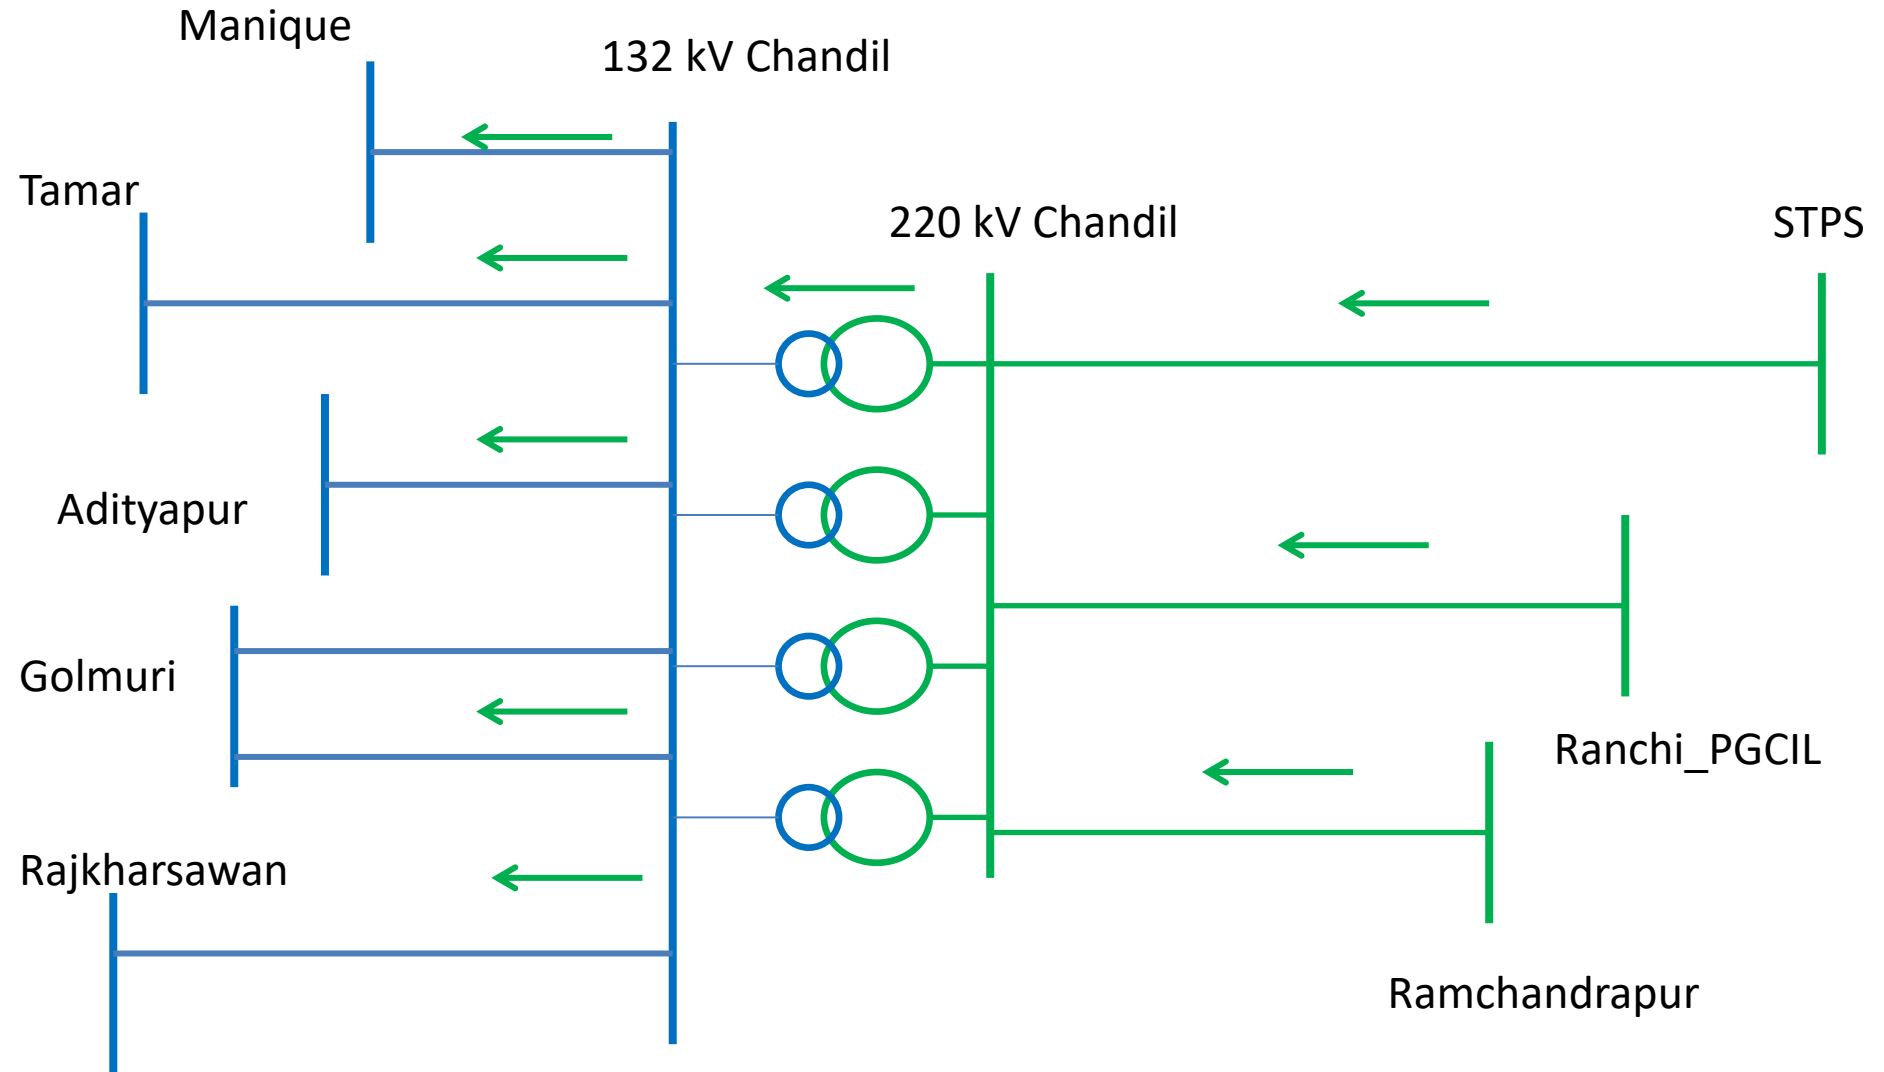 Manique
132 kV Chandil
Tamar
220 kV Chandil
STPS
Adityapur
Golmuri
Ranchi_PGCIL
Rajkharsawan
Ramchandrapur